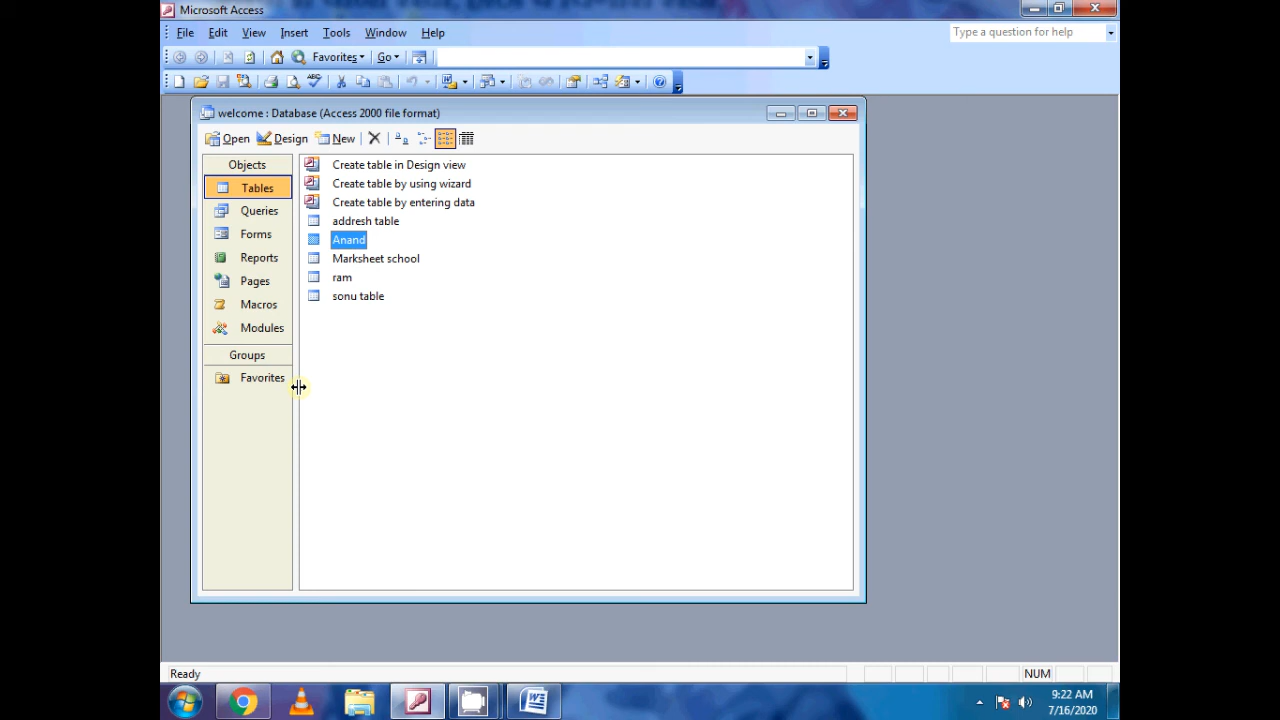 Microsoft Access
File Edit View Insert Tools Window Help
Type a question for help
Favorites Go
welcome : Database (Access 2000 file format)
Open Design New
Objects
Tables
Queries
Forms
Reports
Pages
Macros
Modules
Groups
Favorites
Create table in Design view
Create table by using wizard
Create table by entering data
addresh table
Anand
Marksheet school
ram
sonu table
Ready
NUM
9:22 AM
7/16/2020